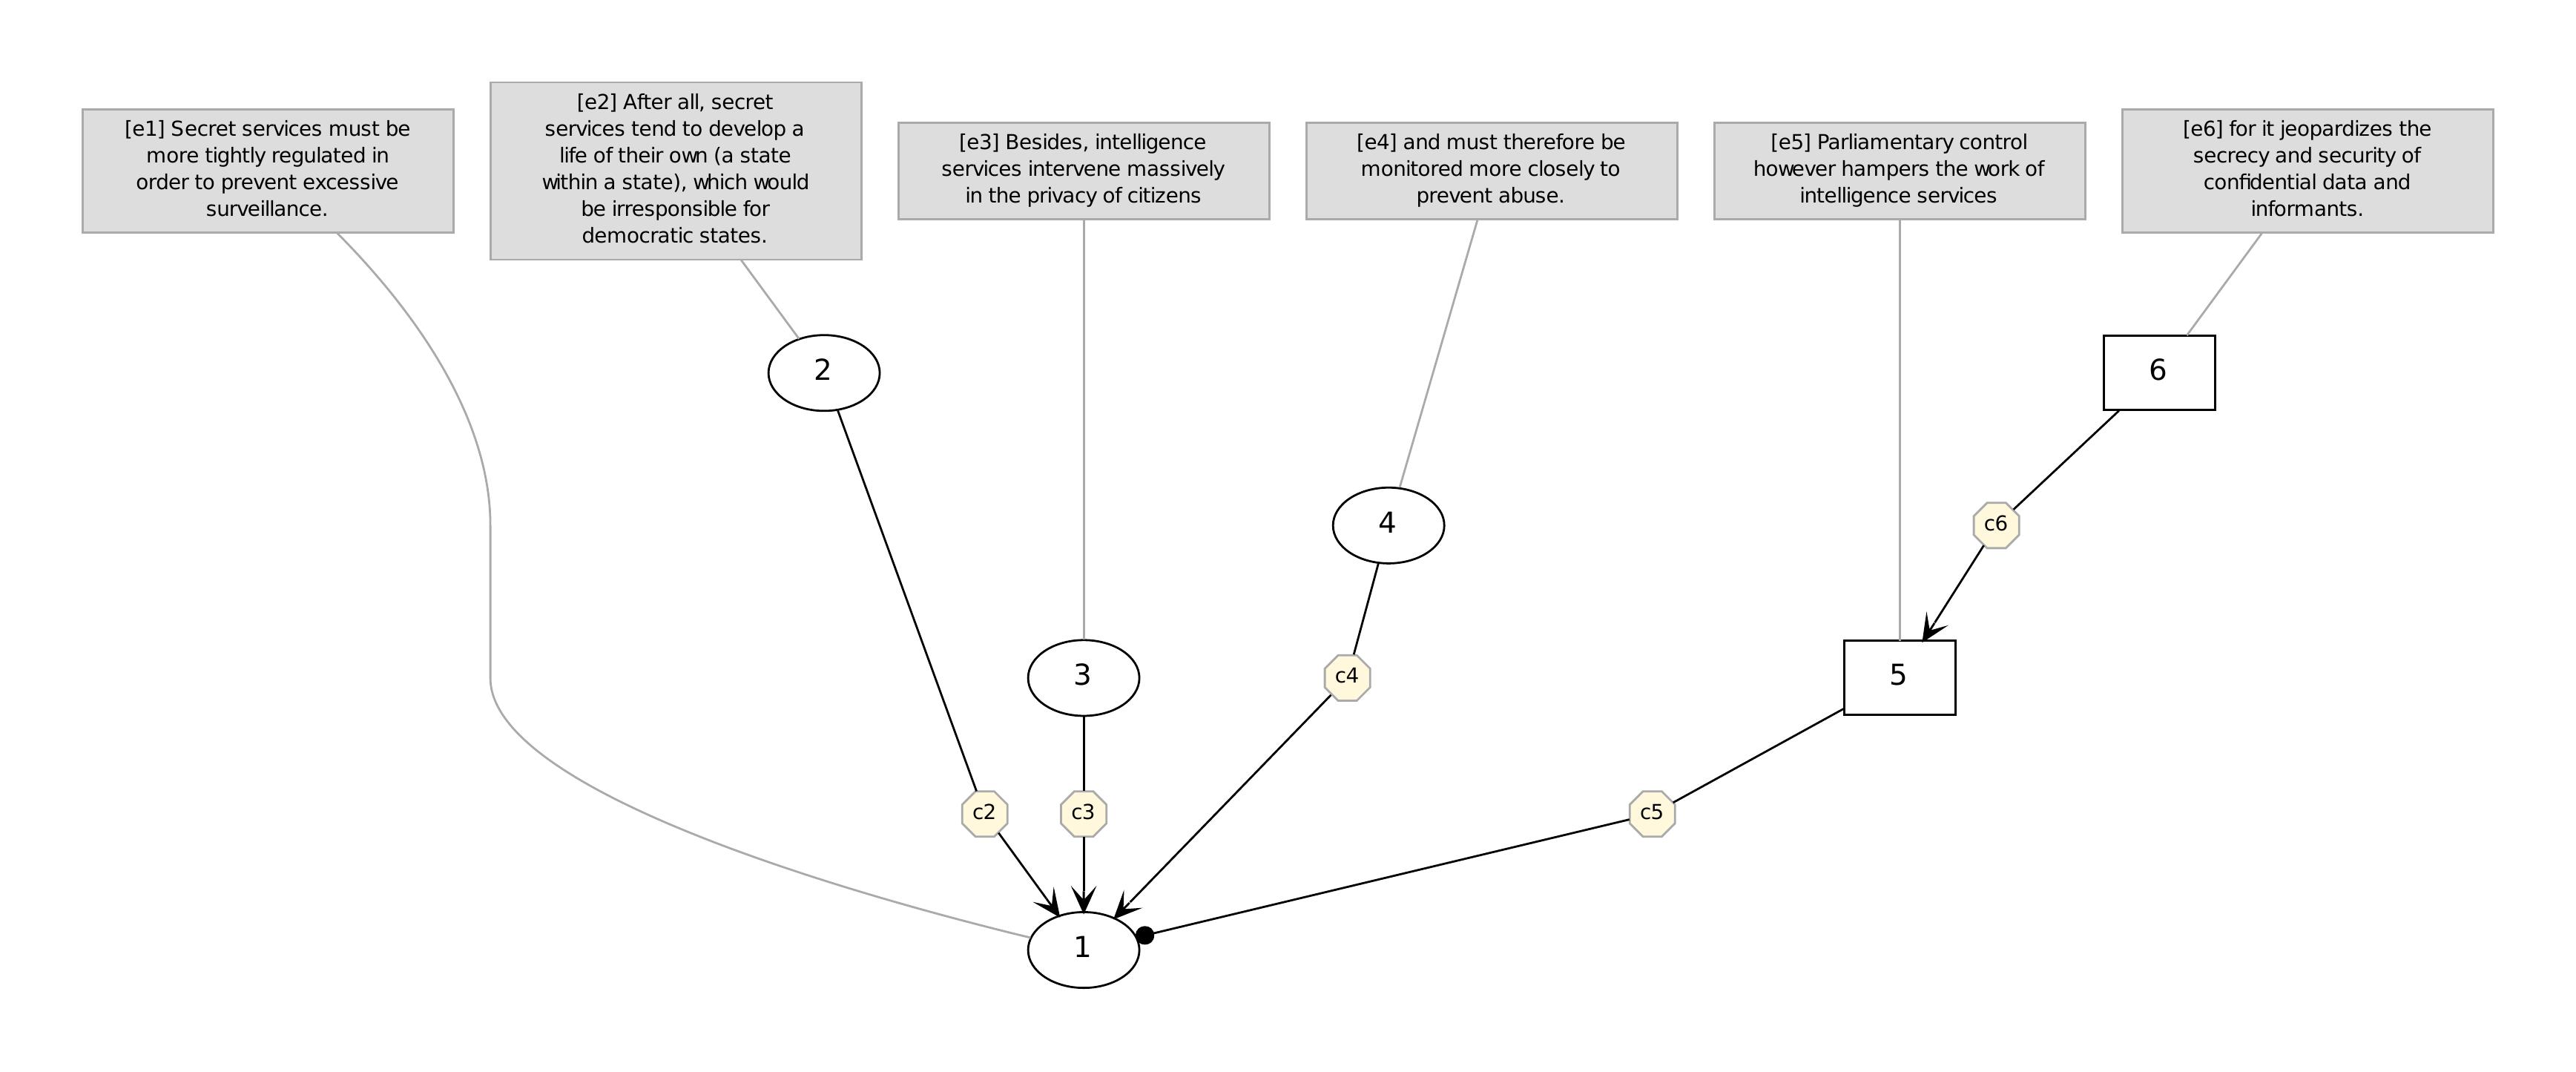 [e1] Secret services must be
more tightly regulated in
order to prevent excessive
surveillance.
[e2] After all, secret
services tend to develop a
life of their own (a state
within a state), which would
be irresponsible for
democratic states.
[e3] Besides, intelligence
services intervene massively
in the privacy of citizens
[e4] and must therefore be
monitored more closely to
prevent abuse.
[e5] Parliamentary control
however hampers the work of
intelligence services
[e6] for it jeopardizes the
secrecy and security of
confidential data and
informants.
2
6
4
c6
3
c4
5
c2
c3
c5
1